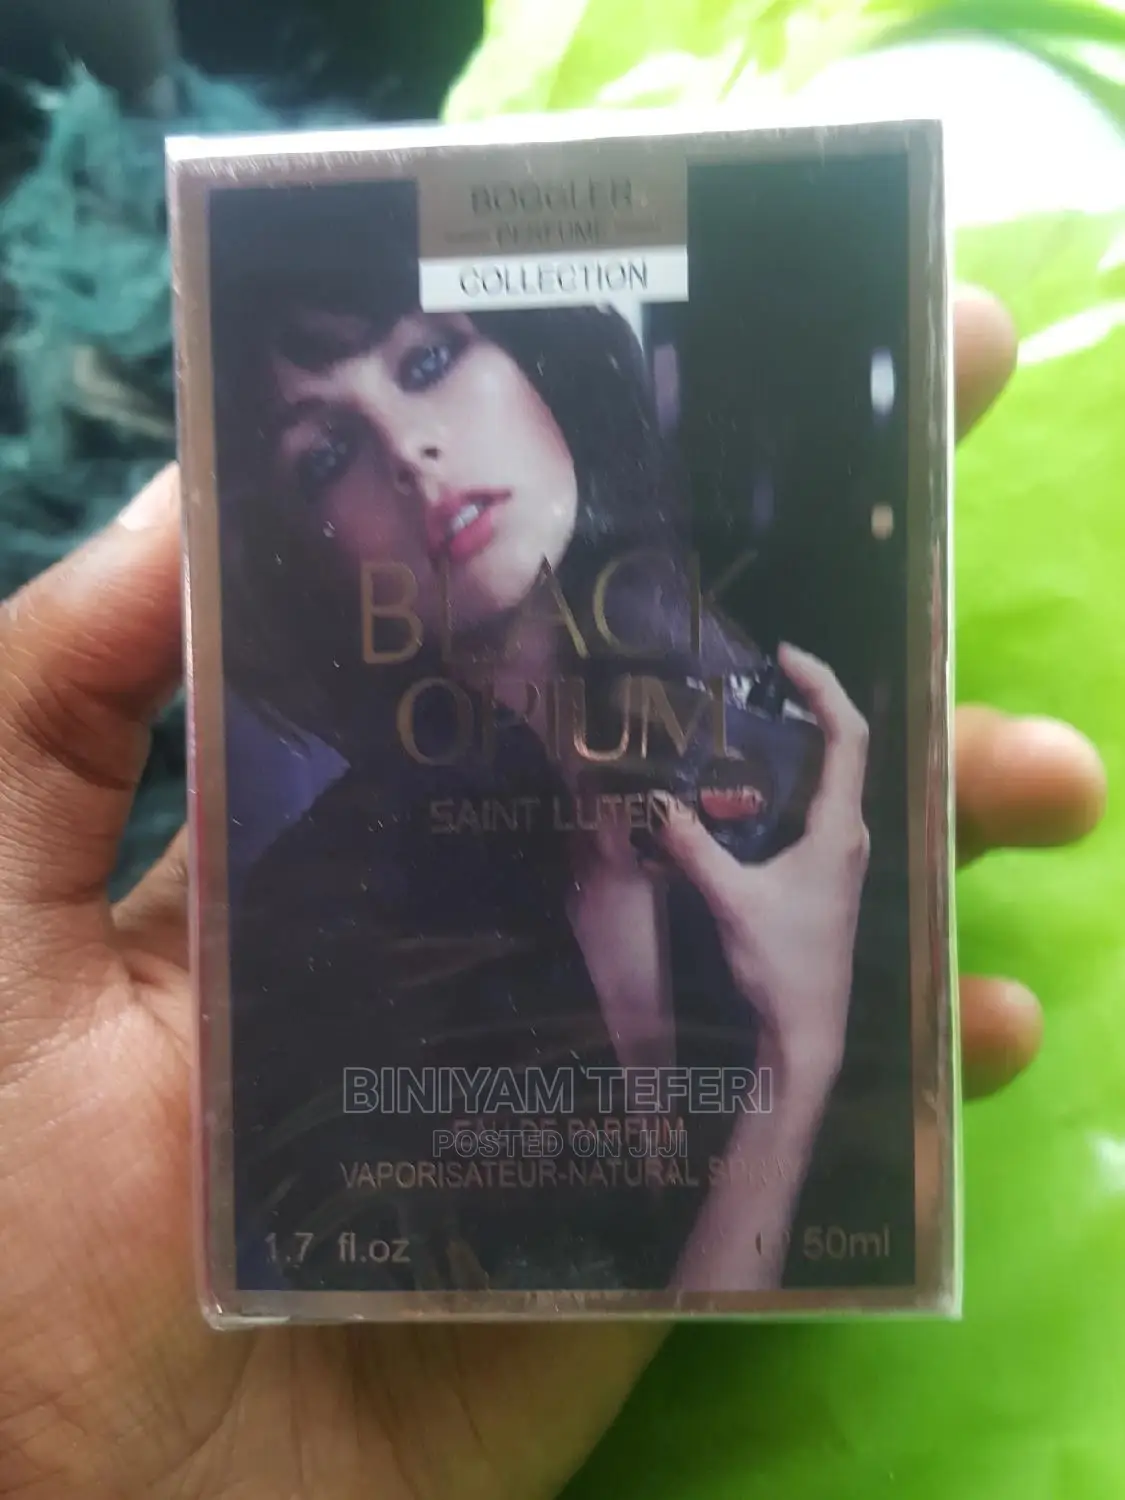 BOGGLER
PERFUME
COLLECTION
BLACK
OPIUM
SAINT LUTENS
BINIYAM TEFERI
EAU DE PARFUM
POSTED ON JIJI
VAPORISATEUR-NATURAL SPRAY
1.7 fl.oz
e 50ml